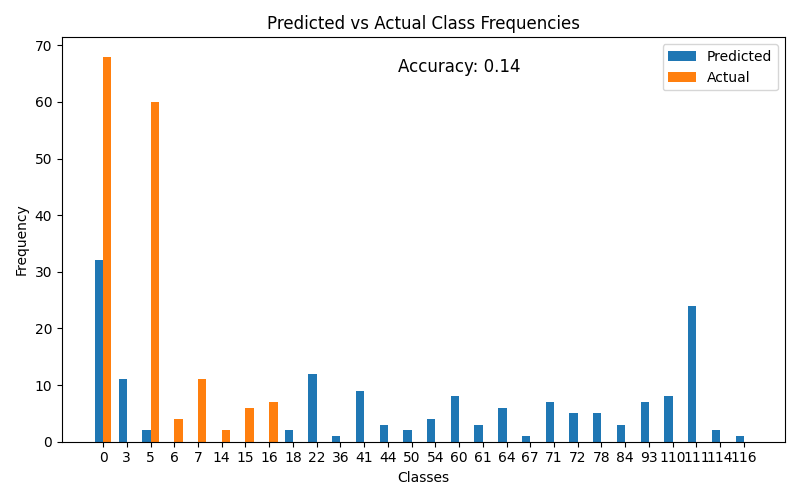 Predicted vs Actual Class Frequencies
Accuracy: 0.14
Predicted
Actual
Frequency
70
60
50
40
30
20
10
0
0 3 5 6 7 14 15 16 18 22 36 41 44 50 54 60 61 64 67 71 72 78 84 93 110 111 114 116
Classes